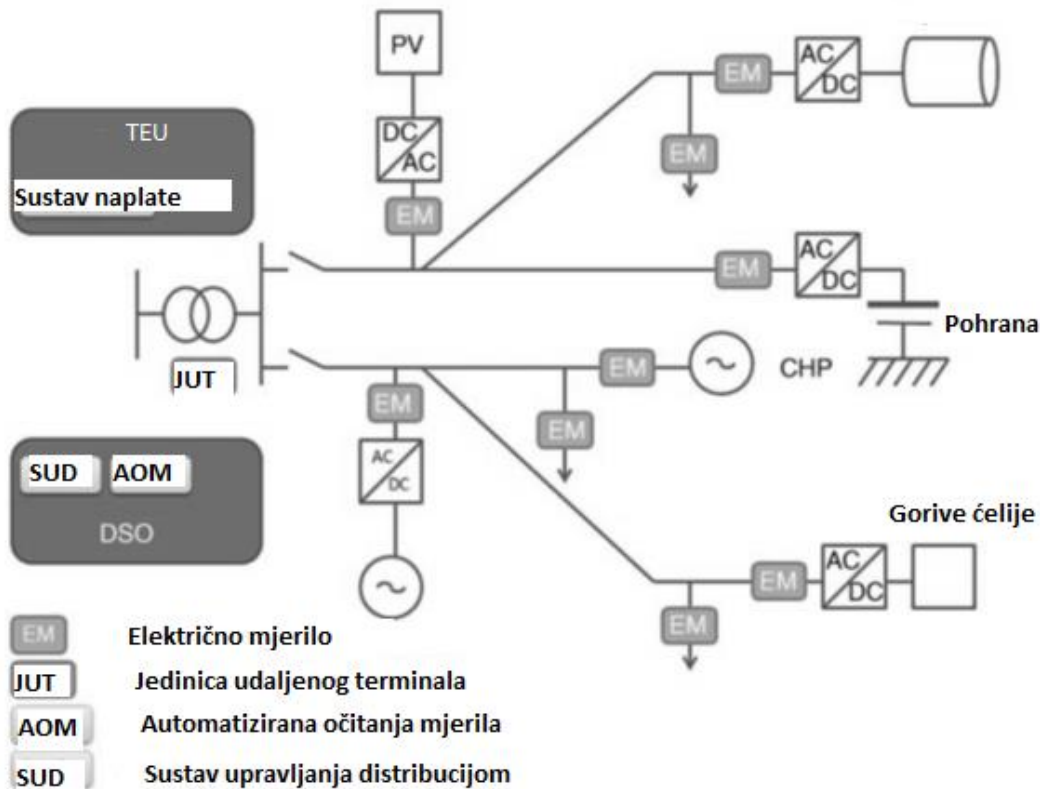 PV
AC
DC
EM
EM
DC
AC
EM
TEU
Sustav naplate
AC
DC
EM
Pohrana
JUT
EM
CHP
EM
EM
SUD AOM
DSO
AC
DC
Gorive ćelije
AC
DC
EM
EM
EM Električno mjerilo
JUT Jedinica udaljenog terminala
AOM Automatizirana očitanja mjerila
SUD Sustav upravljanja distribucijom